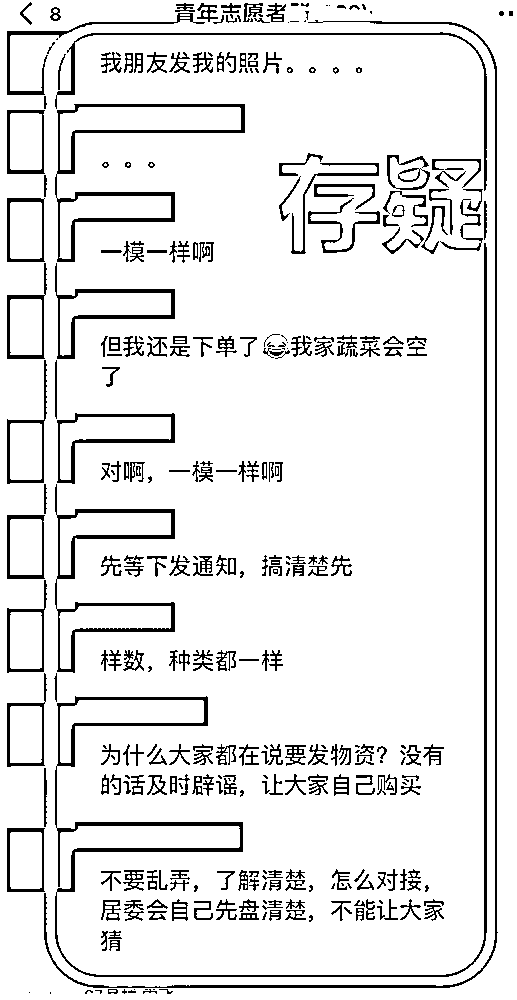 8
青年志愿者
我朋友发我的照片。。。。
。。。
存疑
一模一样啊
但我还是下单了😂我家蔬菜会空
了
对啊，一模一样啊
先等下发通知，搞清楚先
样数，种类都一样
为什么大家都在说要发物资？没有
的话及时辟谣，让大家自己购买
不要乱弄，了解清楚，怎么对接，
居委会自己先盘清楚，不能让大家
猜